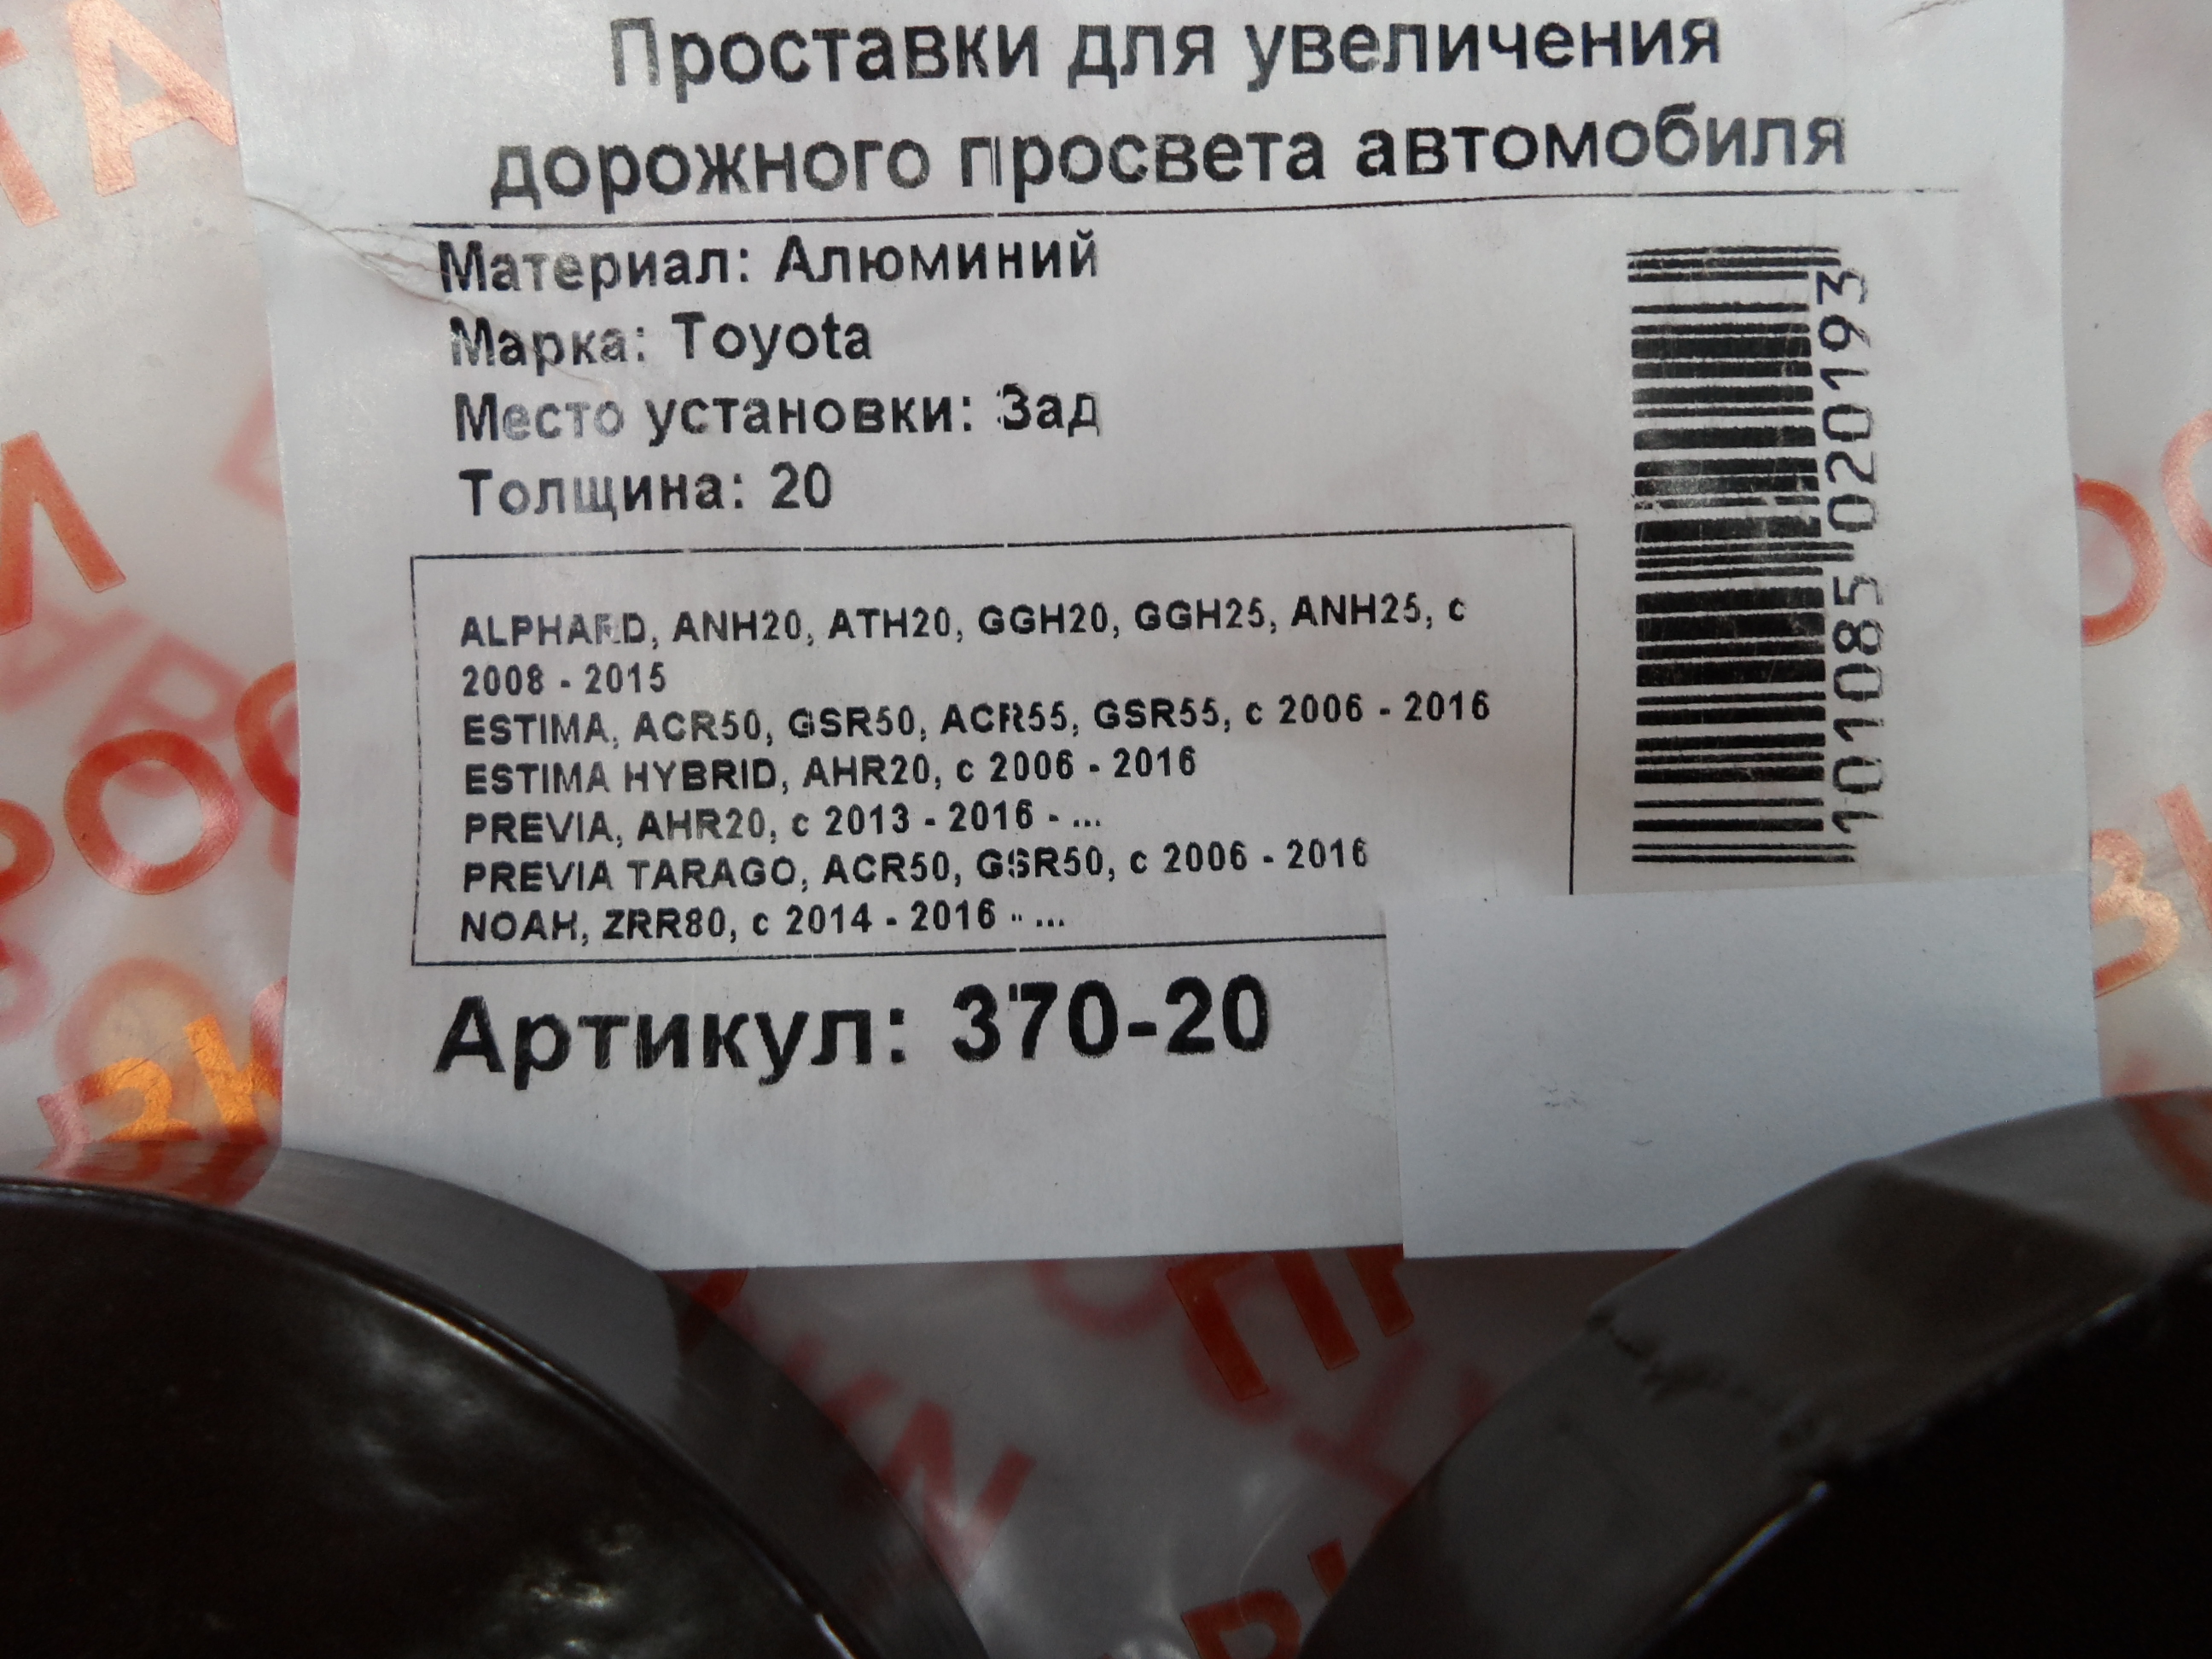 Проставки для увеличения
дорожного просвета автомобиля
Материал: Алюминий
Марка: Toyota
Место установки: Зад
Толщина: 20
ALPHARD, ANH20, ATH20, GGH20, GGH25, ANH25, с
2008 - 2015
ESTIMA, ACR50, GSR50, ACR55, GSR55, с 2006 - 2016
ESTIMA HYBRID, AHR20, с 2006 - 2016
PREVIA, AHR20, с 2013 - 2016 - ...
PREVIA TARAGO, ACR50, GSR50, с 2006 - 2016
NOAH, ZRR80, с 2014 - 2016 - ...
Артикул: 370-20
101085 020193